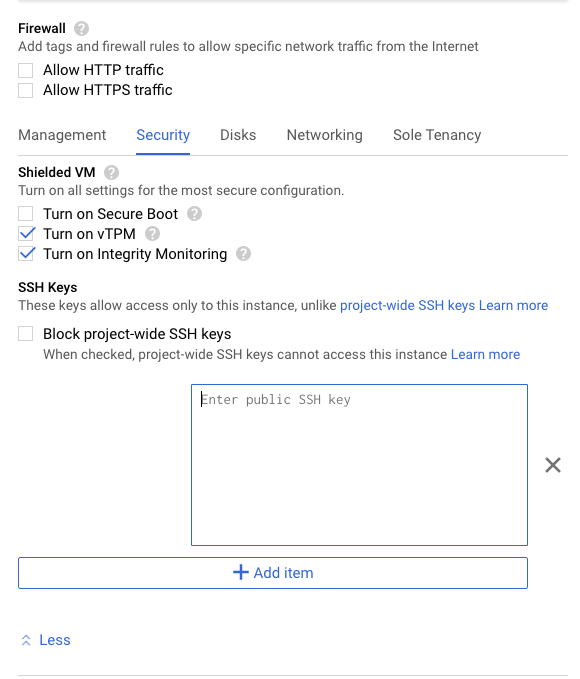 Firewall ?
Add tags and firewall rules to allow specific network traffic from the Internet
Allow HTTP traffic
Allow HTTPS traffic
Management Security Disks Networking Sole Tenancy
Shielded VM ?
Turn on all settings for the most secure configuration.
Turn on Secure Boot ?
Turn on vTPM ?
Turn on Integrity Monitoring ?
SSH Keys
These keys allow access only to this instance, unlike project-wide SSH keys Learn more
Block project-wide SSH keys
When checked, project-wide SSH keys cannot access this instance Learn more
Enter public SSH key
Add item
Less